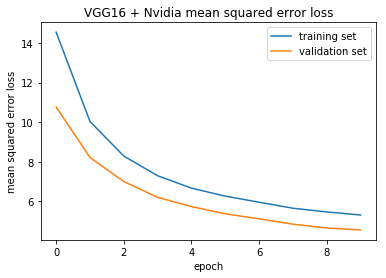 VGG16 + Nvidia mean squared error loss
training set
validation set
mean squared error loss
14
12
10
8
6
0
2
4
6
8
epoch